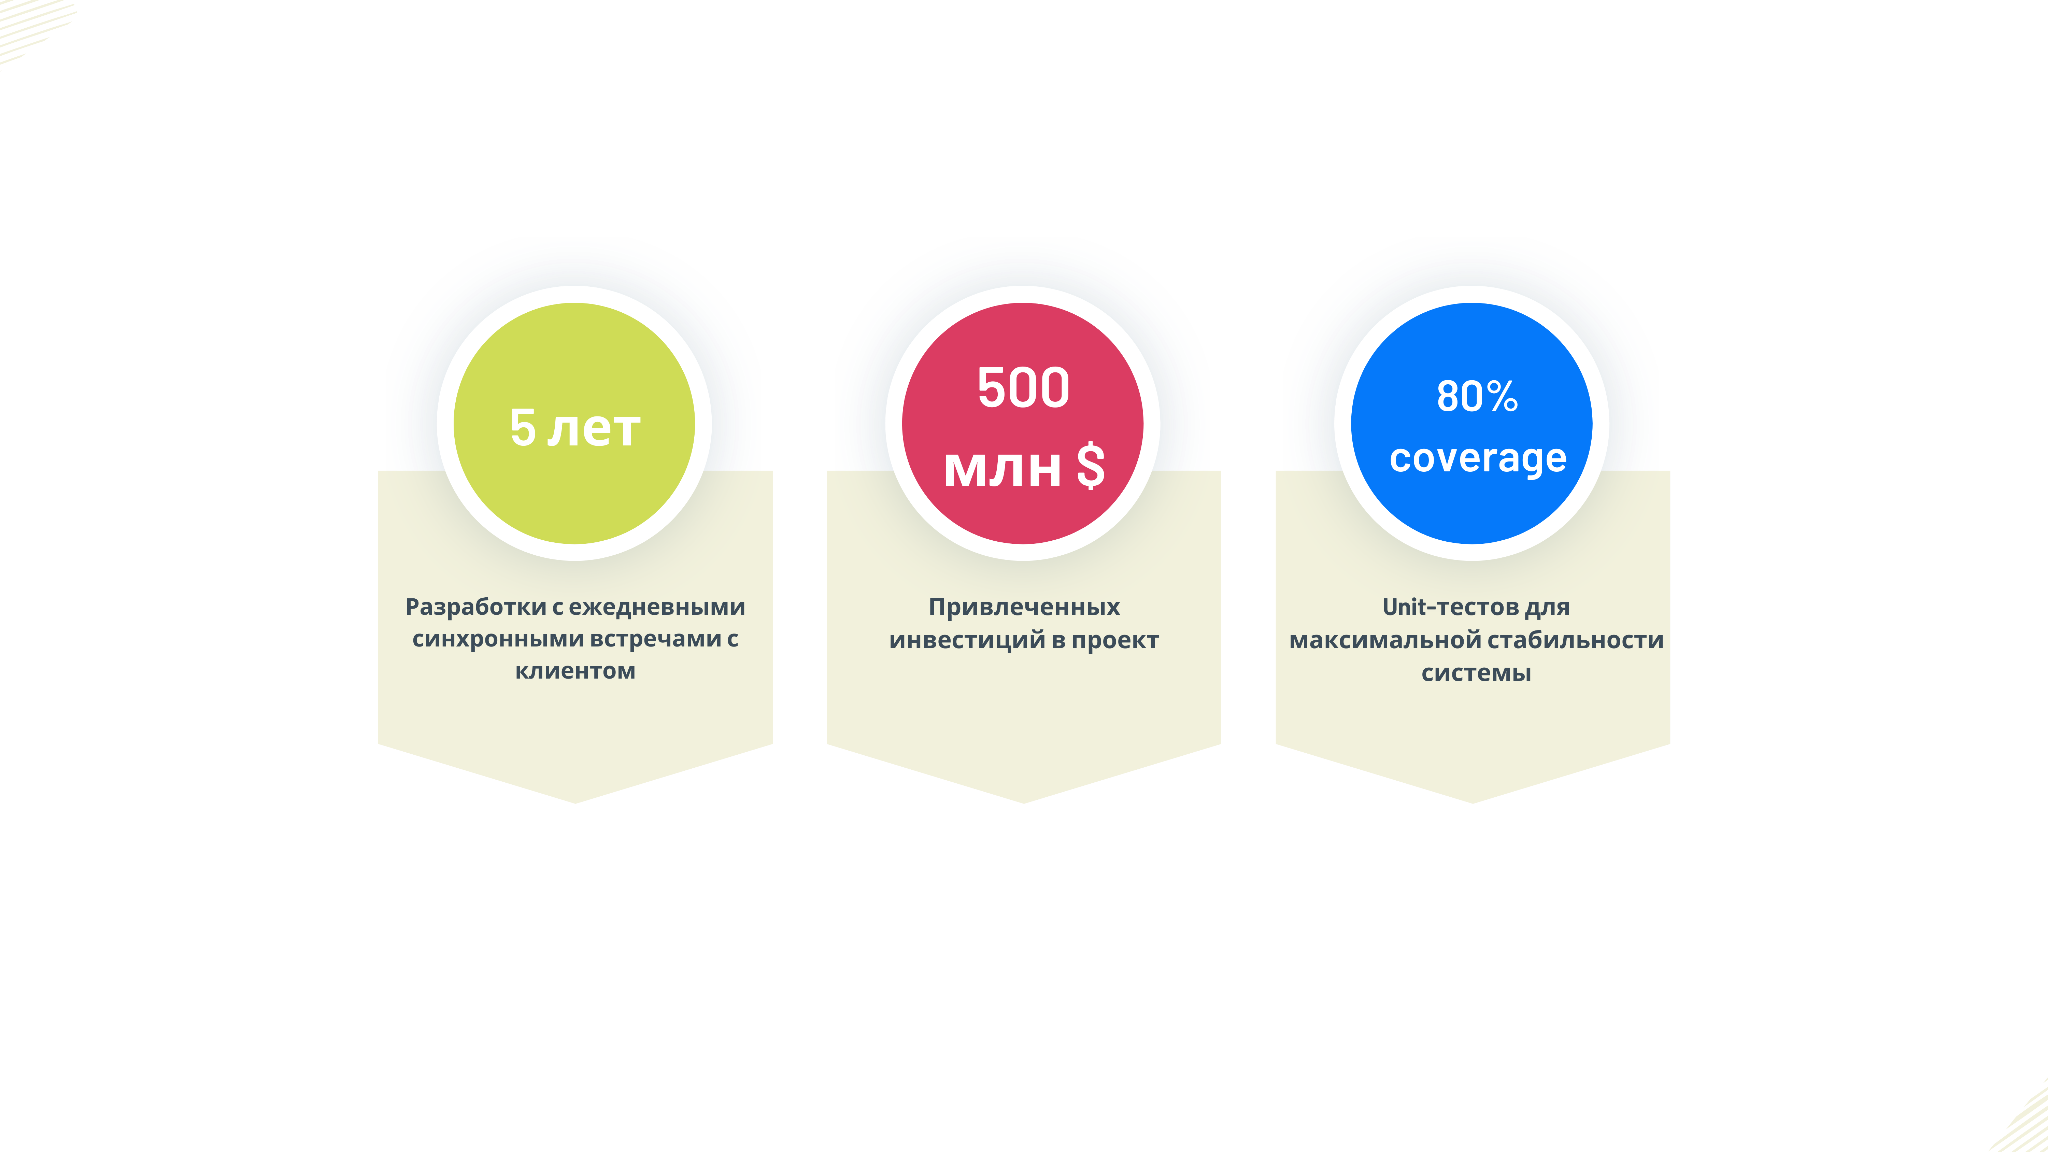 5 лет
Разработки с ежедневными
синхронными встречами с
клиентом
500
млн $
Привлеченных
инвестиций в проект
80%
coverage
Unit-тестов для
максимальной стабильности
системы